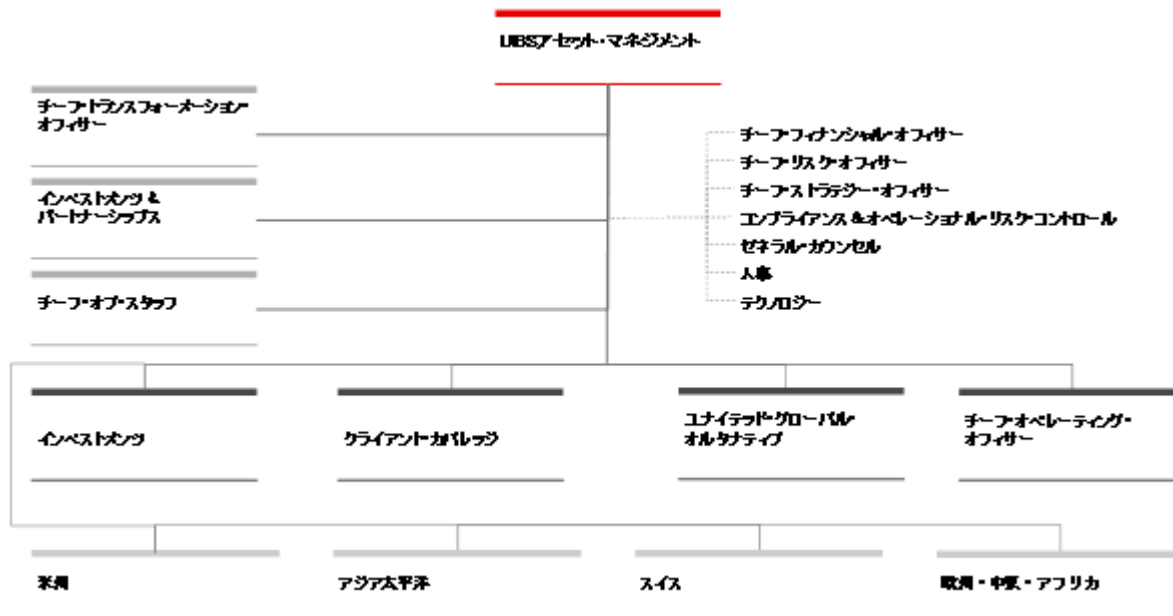 UBSアセット・マネジメント
チーフ・トランスフォーメーション・
オフィサー
チーフ・フィナンシャル・オフィサー
チーフ・リスク・オフィサー
チーフ・ストラテジー・オフィサー
コンプライアンス&オペレーショナル・リスク・コントロール
ゼネラル・カウンセル
人事
テクノロジー
インベストメンツ &
パートナーシップス
チーフ・オブ・スタッフ
インベストメンツ
クライアント・カバレッジ
ユナイテッド・グローバル・
オルタナティブ
チーフ・オペレーティング・
オフィサー
米州
アジア太平洋
スイス
欧州・中東・アフリカ